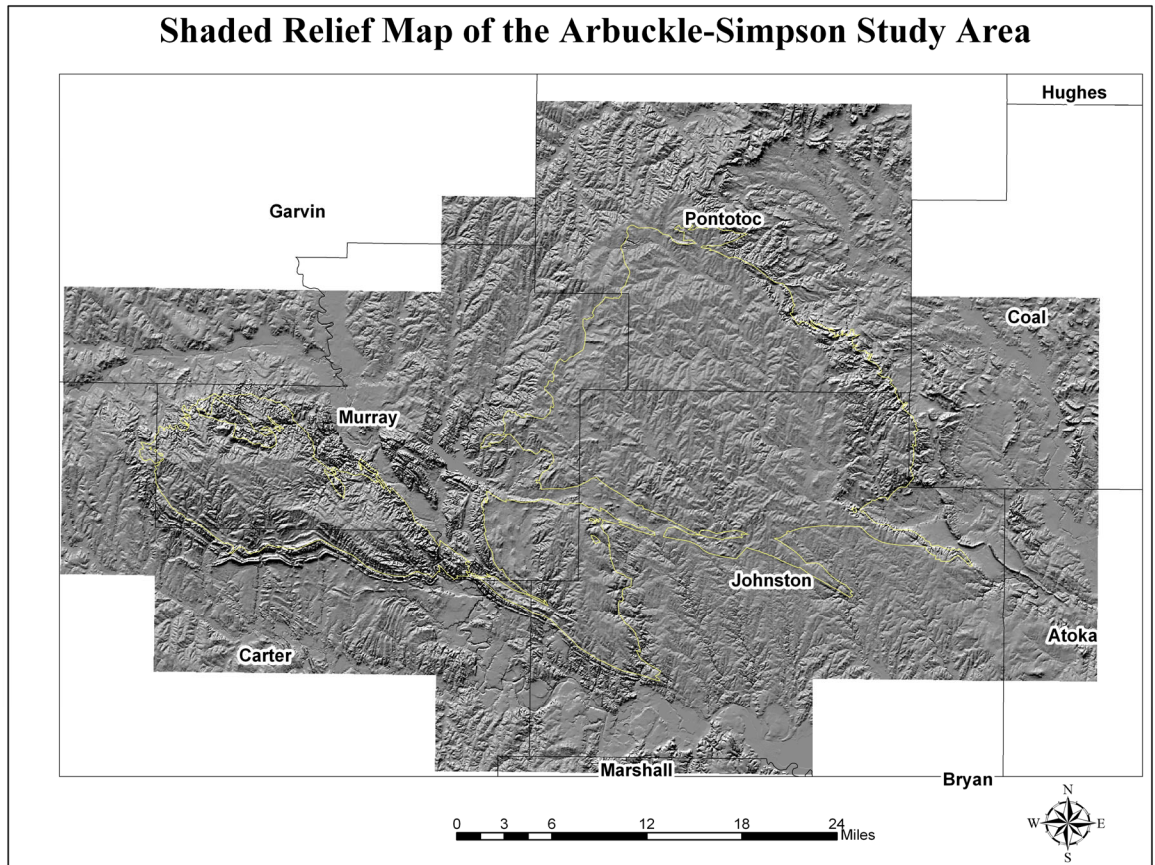 Shaded Relief Map of the Arbuckle-Simpson Study Area
Hughes
Garvin
Pontotoc
Coal
Murray
Johnston
Atoka
Carter
Marshall
Bryan
N
W E
S
0 3 6 12 18 24
Miles